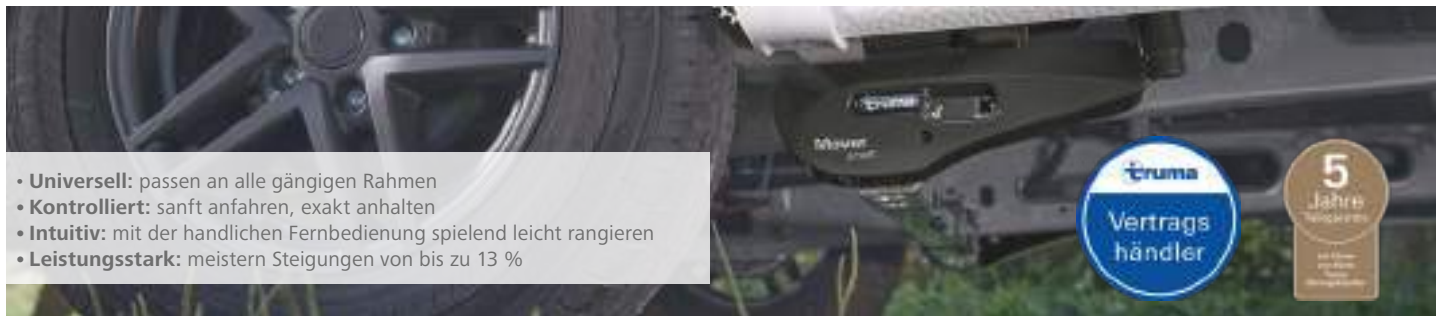 truma
Mover
• Universell: passen an alle gängigen Rahmen
• Kontrolliert: sanft anfahren, exakt anhalten
• Intuitiv: mit der handlichen Fernbedienung spielend leicht rangieren
• Leistungsstark: meistern Steigungen von bis zu 13 %
truma
Vertrags
händler
5
Jahre